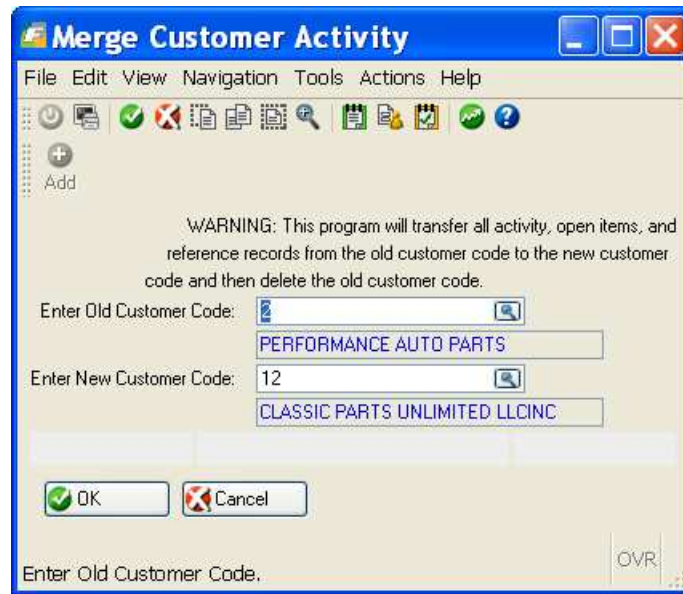 Merge Customer Activity
File Edit View Navigation Tools Actions Help
Add
WARNING: This program will transfer all activity, open items, and
reference records from the old customer code to the new customer
code and then delete the old customer code.
Enter Old Customer Code: 2
PERFORMANCE AUTO PARTS
Enter New Customer Code: 12
CLASSIC PARTS UNLIMITED LLCINC
OK Cancel
OVR
Enter Old Customer Code.